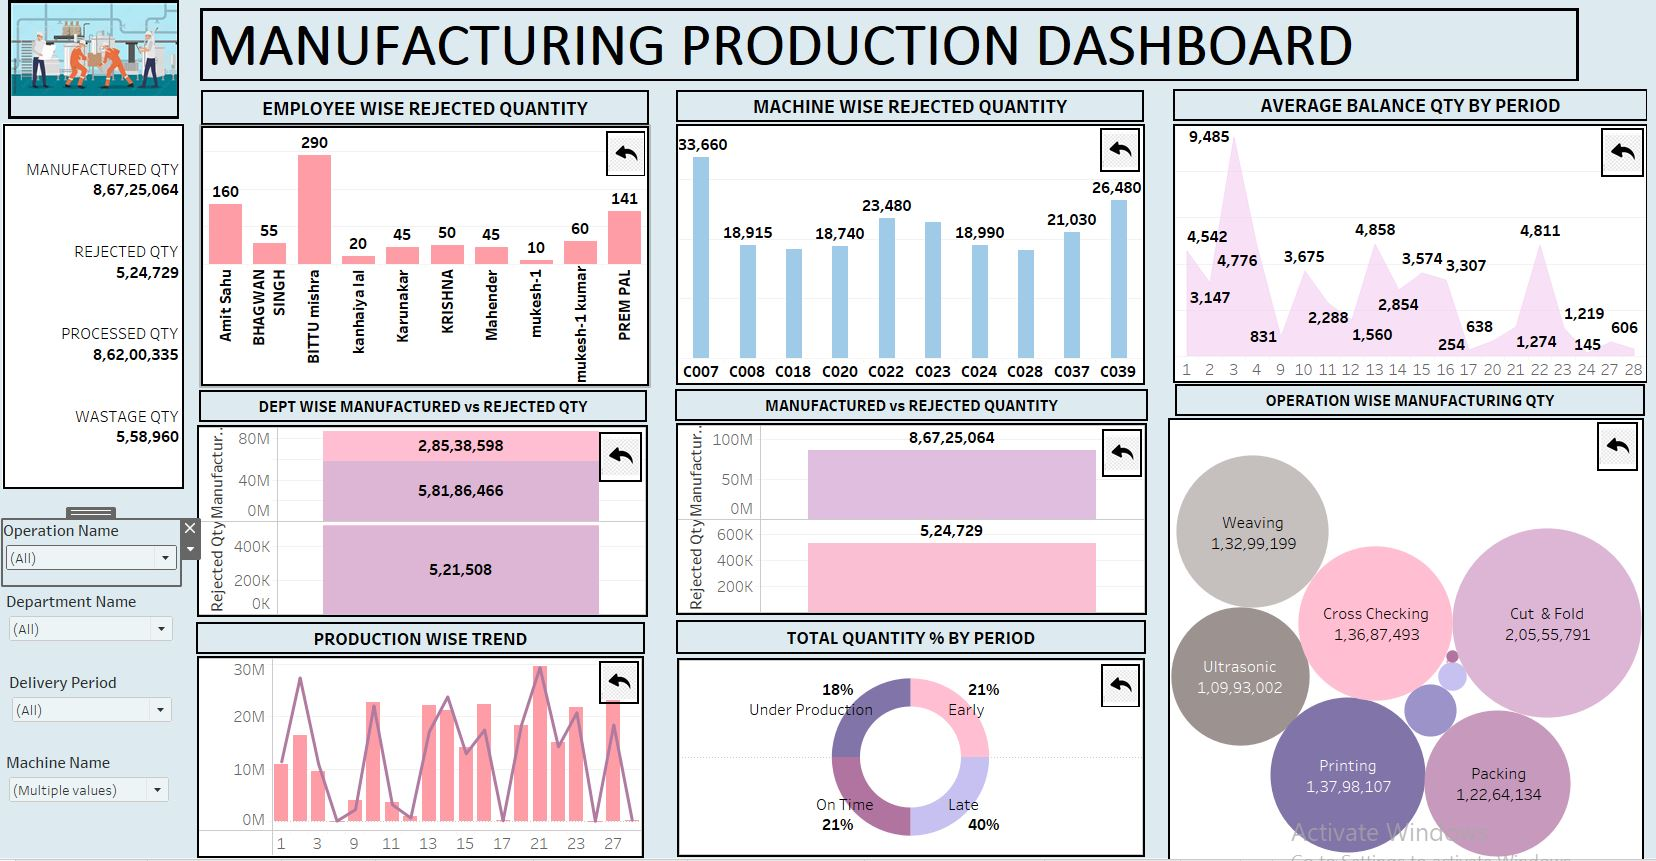 MANUFACTURING PRODUCTION DASHBOARD
MANUFACTURED QTY
8,67,25,064
REJECTED QTY
5,24,729
PROCESSED QTY
8,62,00,335
WASTAGE QTY
5,58,960
Operation Name
(All)
Department Name
(All)
Delivery Period
(All)
Machine Name
(Multiple values)
EMPLOYEE WISE REJECTED QUANTITY
160
55
290
20
45
50
45
10
60
141
Amit Sahu
BHAGWAN
SINGH
BITTU mishra
kanhaiya lal
Karunakar
KRISHNA
Mahender
mukesh-1
mukesh-1 kumar
PREM PAL
MACHINE WISE REJECTED QUANTITY
33,660
18,915
18,740
23,480
18,990
21,030
26,480
C007 C008 C018 C020 C022 C023 C024 C028 C037 C039
AVERAGE BALANCE QTY BY PERIOD
9,485
4,542
3,147
4,776
831
3,675
2,288
1,560
4,858
2,854
3,574
3,307
254
638
1,274
4,811
1,219
145
606
1 2 3 4 9 10 11 12 13 14 15 16 17 20 21 22 23 24 27 28
DEPT WISE MANUFACTURED vs REJECTED QTY
Manufactur..
80M
40M
0M
2,85,38,598
5,81,86,466
Rejected Qty
400K
200K
0K
5,21,508
MANUFACTURED vs REJECTED QUANTITY
Manufactur..
100M
50M
0M
8,67,25,064
Rejected Qty
600K
400K
200K
5,24,729
OPERATION WISE MANUFACTURING QTY
Weaving
1,32,99,199
Cross Checking
1,36,87,493
Cut & Fold
2,05,55,791
Ultrasonic
1,09,93,002
Printing
1,37,98,107
Packing
1,22,64,134
PRODUCTION WISE TREND
30M
20M
10M
0M
1 3 9 11 13 15 17 21 23 27
TOTAL QUANTITY % BY PERIOD
18%
Under Production
21%
Early
On Time
21%
Late
40%
Activate Windows
Go to Settings to activate Windows.